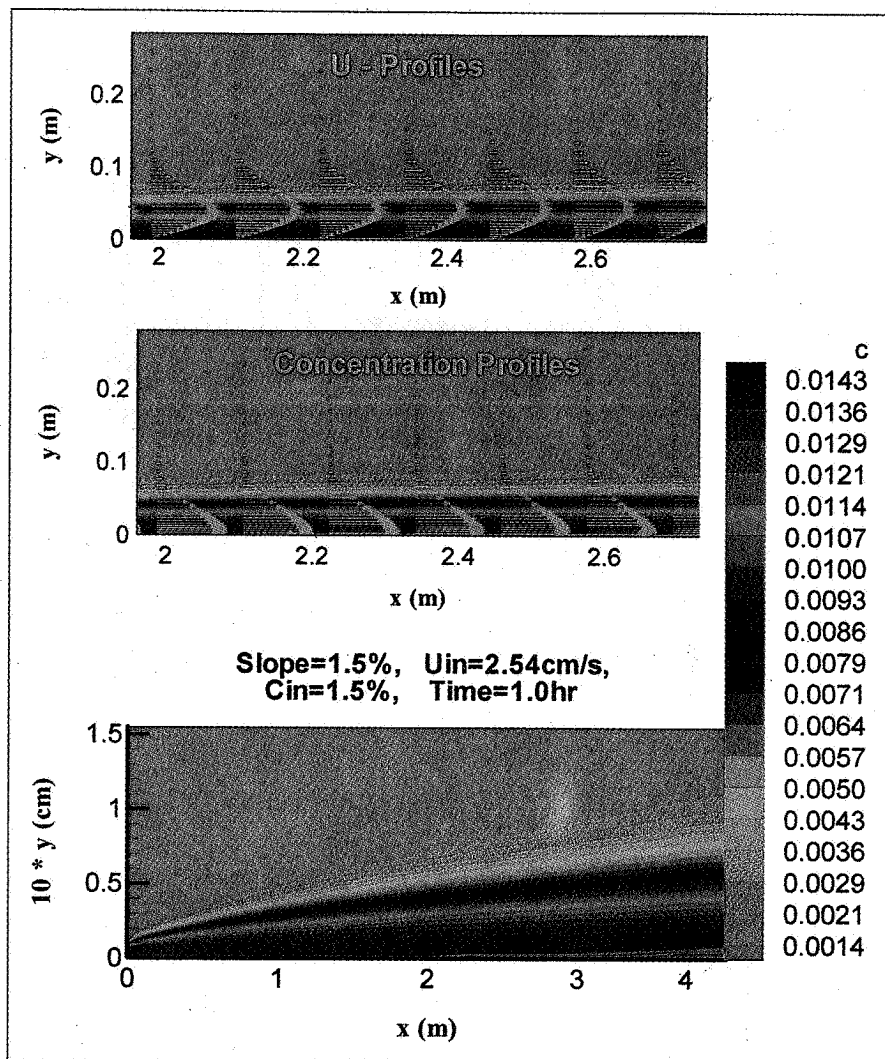 U - Profiles
0.2
0.1
0
y (m)
2 2.2 2.4 2.6
x (m)
Concentration Profiles
0.2
0.1
0
y (m)
2 2.2 2.4 2.6
x (m)
c
0.0143
0.0136
0.0129
0.0121
0.0114
0.0107
0.0100
0.0093
0.0086
0.0079
0.0071
0.0064
0.0057
0.0050
0.0043
0.0036
0.0029
0.0021
0.0014
Slope=1.5%, Uin=2.54cm/s,
Cin=1.5%, Time=1.0hr
1.5
1
0.5
0
10 * y (cm)
0 1 2 3 4
x (m)